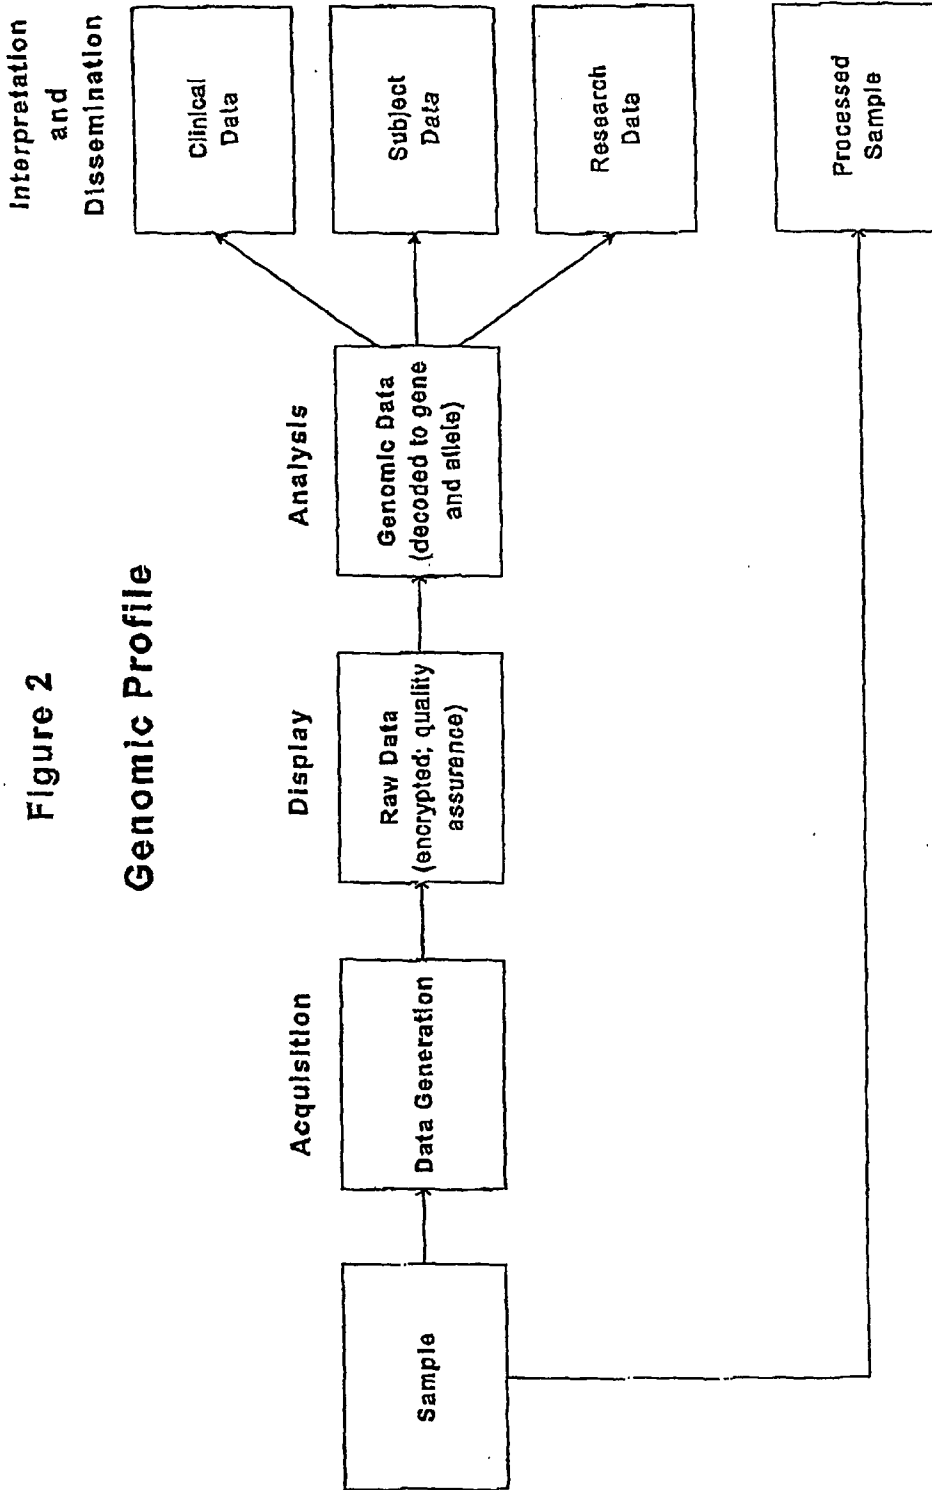 Figure 2
Genomic Profile
Sample
Acquisition
Data Generation
Display
Raw Data
(encrypted; quality
assurence)
Analysis
Genomic Data
(decoded to gene
and allele)
Interpretation
and
Dissemination
Clinical
Data
Subject
Data
Research
Data
Processed
Sample